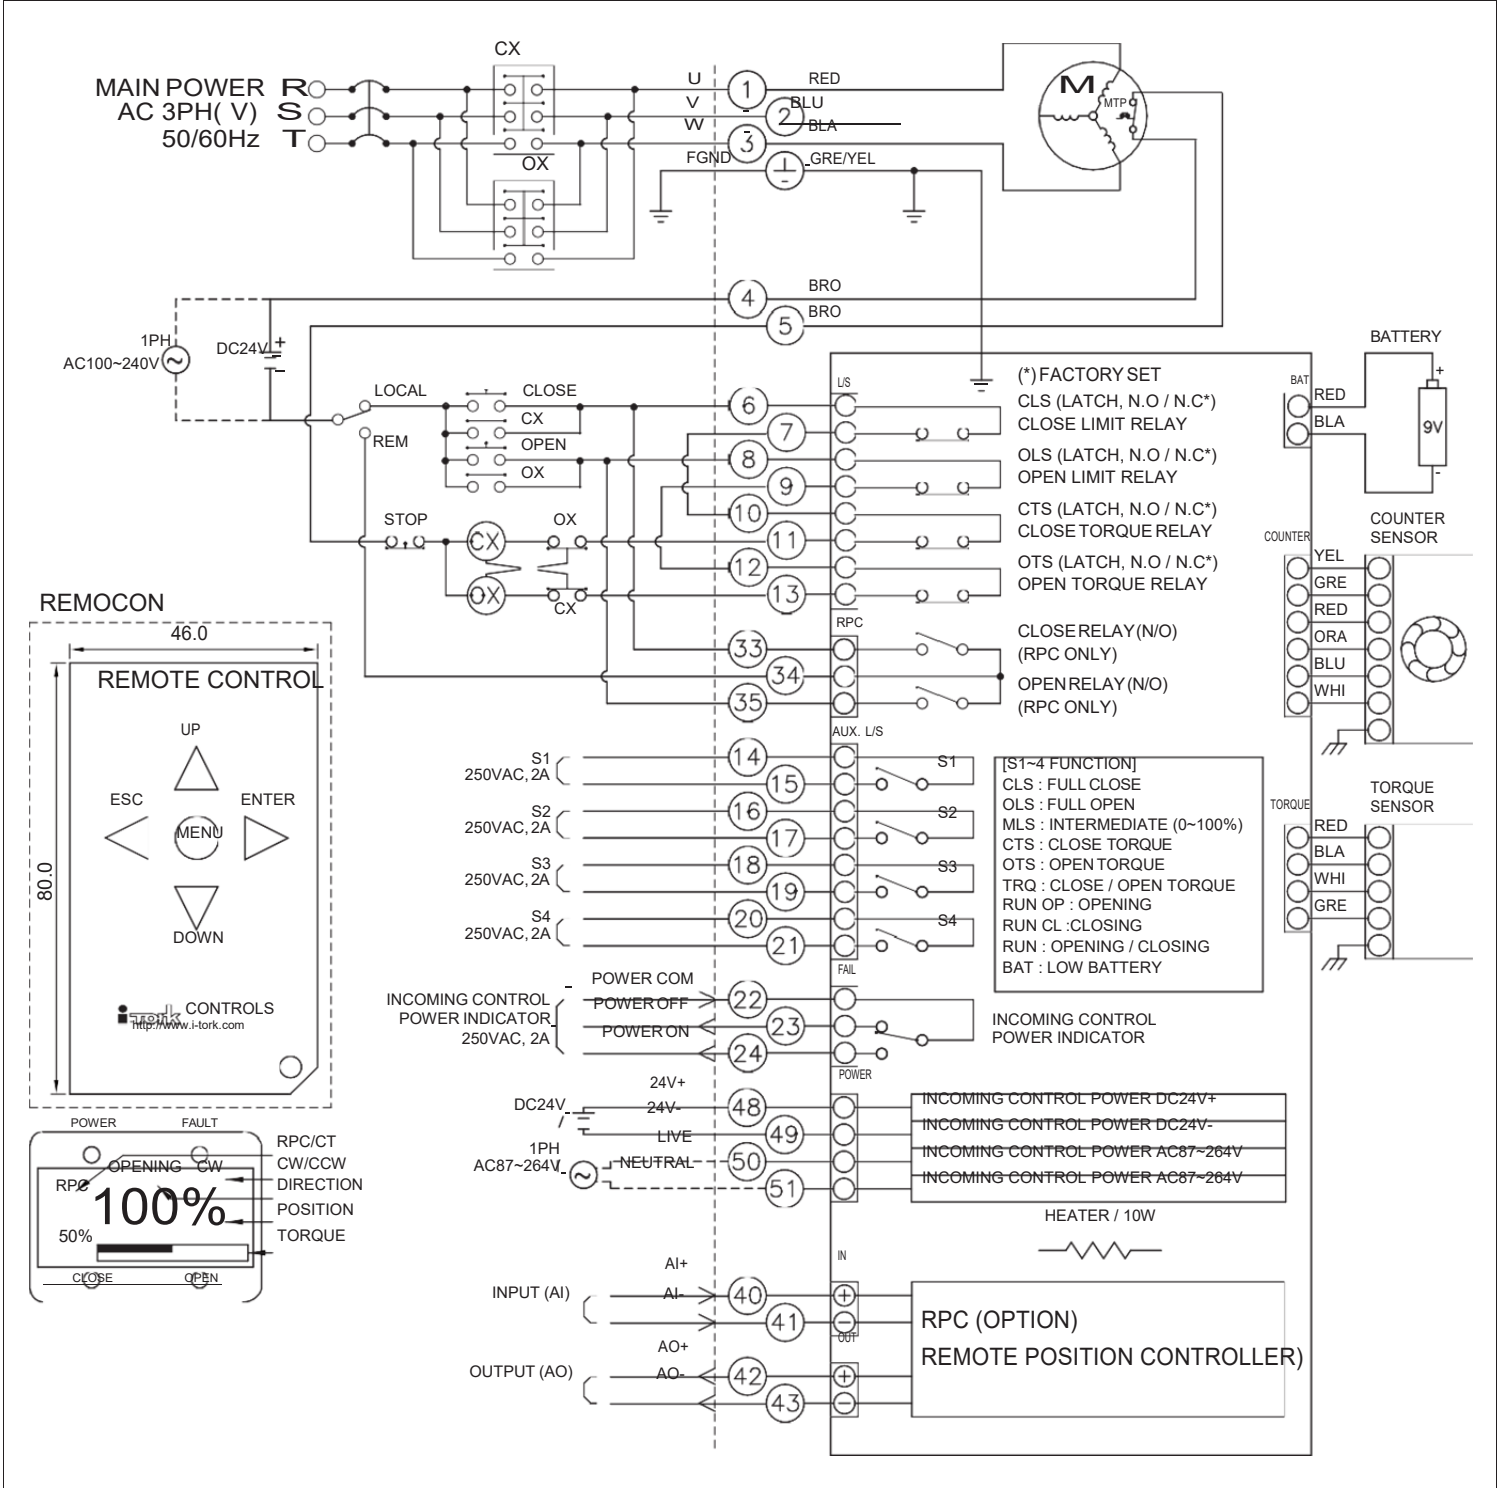 CX
MAIN POWER R
AC 3PH( V) S
50/60Hz T
U
V
W
FGND
OX
1
2
3
RED
BLU
BLA
GRE/YEL
M
MTP
4 BRO
5 BRO
1PH
AC100~240V
DC24V
+
-
LOCAL
REM
CLOSE
CX
OPEN
OX
STOP
CX
OX
OX
CX
6
7
8
9
10
11
12
13
L/S
(*) FACTORY SET
CLS (LATCH, N.O / N.C*)
CLOSE LIMIT RELAY
OLS (LATCH, N.O / N.C*)
OPEN LIMIT RELAY
CTS (LATCH, N.O / N.C*)
CLOSE TORQUE RELAY
OTS (LATCH, N.O / N.C*)
OPEN TORQUE RELAY
RPC
33
34
35
CLOSE RELAY (N/O)
(RPC ONLY)
OPEN RELAY (N/O)
(RPC ONLY)
BATTERY
BAT
RED
BLA
+
9V
-
COUNTER
SENSOR
COUNTER
YEL
GRE
RED
ORA
BLU
WHI
TORQUE
SENSOR
TORQUE
RED
BLA
WHI
GRE
REMOCON
46.0
80.0
REMOTE CONTROL
UP
ESC
ENTER
MENU
DOWN
i-Tork CONTROLS
http://www.i-tork.com
AUX. L/S
S1
250VAC, 2A
14
15
S1
S2
250VAC, 2A
16
17
S2
S3
250VAC, 2A
18
19
S3
S4
250VAC, 2A
20
21
S4
[S1~4 FUNCTION]
CLS : FULL CLOSE
OLS : FULL OPEN
MLS : INTERMEDIATE (0~100%)
CTS : CLOSE TORQUE
OTS : OPEN TORQUE
TRQ : CLOSE / OPEN TORQUE
RUN OP : OPENING
RUN CL :CLOSING
RUN : OPENING / CLOSING
BAT : LOW BATTERY
FAIL
INCOMING CONTROL
POWER INDICATOR
250VAC, 2A
POWER COM
POWER OFF
POWER ON
22
23
24
INCOMING CONTROL
POWER INDICATOR
POWER
DC24V
24V+
24V-
48
49
1PH
AC87~264V
LIVE
NEUTRAL
50
51
INCOMING CONTROL POWER DC24V+
INCOMING CONTROL POWER DC24V-
INCOMING CONTROL POWER AC87~264V
INCOMING CONTROL POWER AC87~264V
HEATER / 10W
POWER
FAULT
OPENING CW
RPC
100%
50%
CLOSE
OPEN
RPC/CT
CW/CCW
DIRECTION
POSITION
TORQUE
IN
INPUT (AI)
AI+
AI-
40
41
OUT
OUTPUT (AO)
AO+
AO-
42
43
RPC (OPTION)
REMOTE POSITION CONTROLLER)